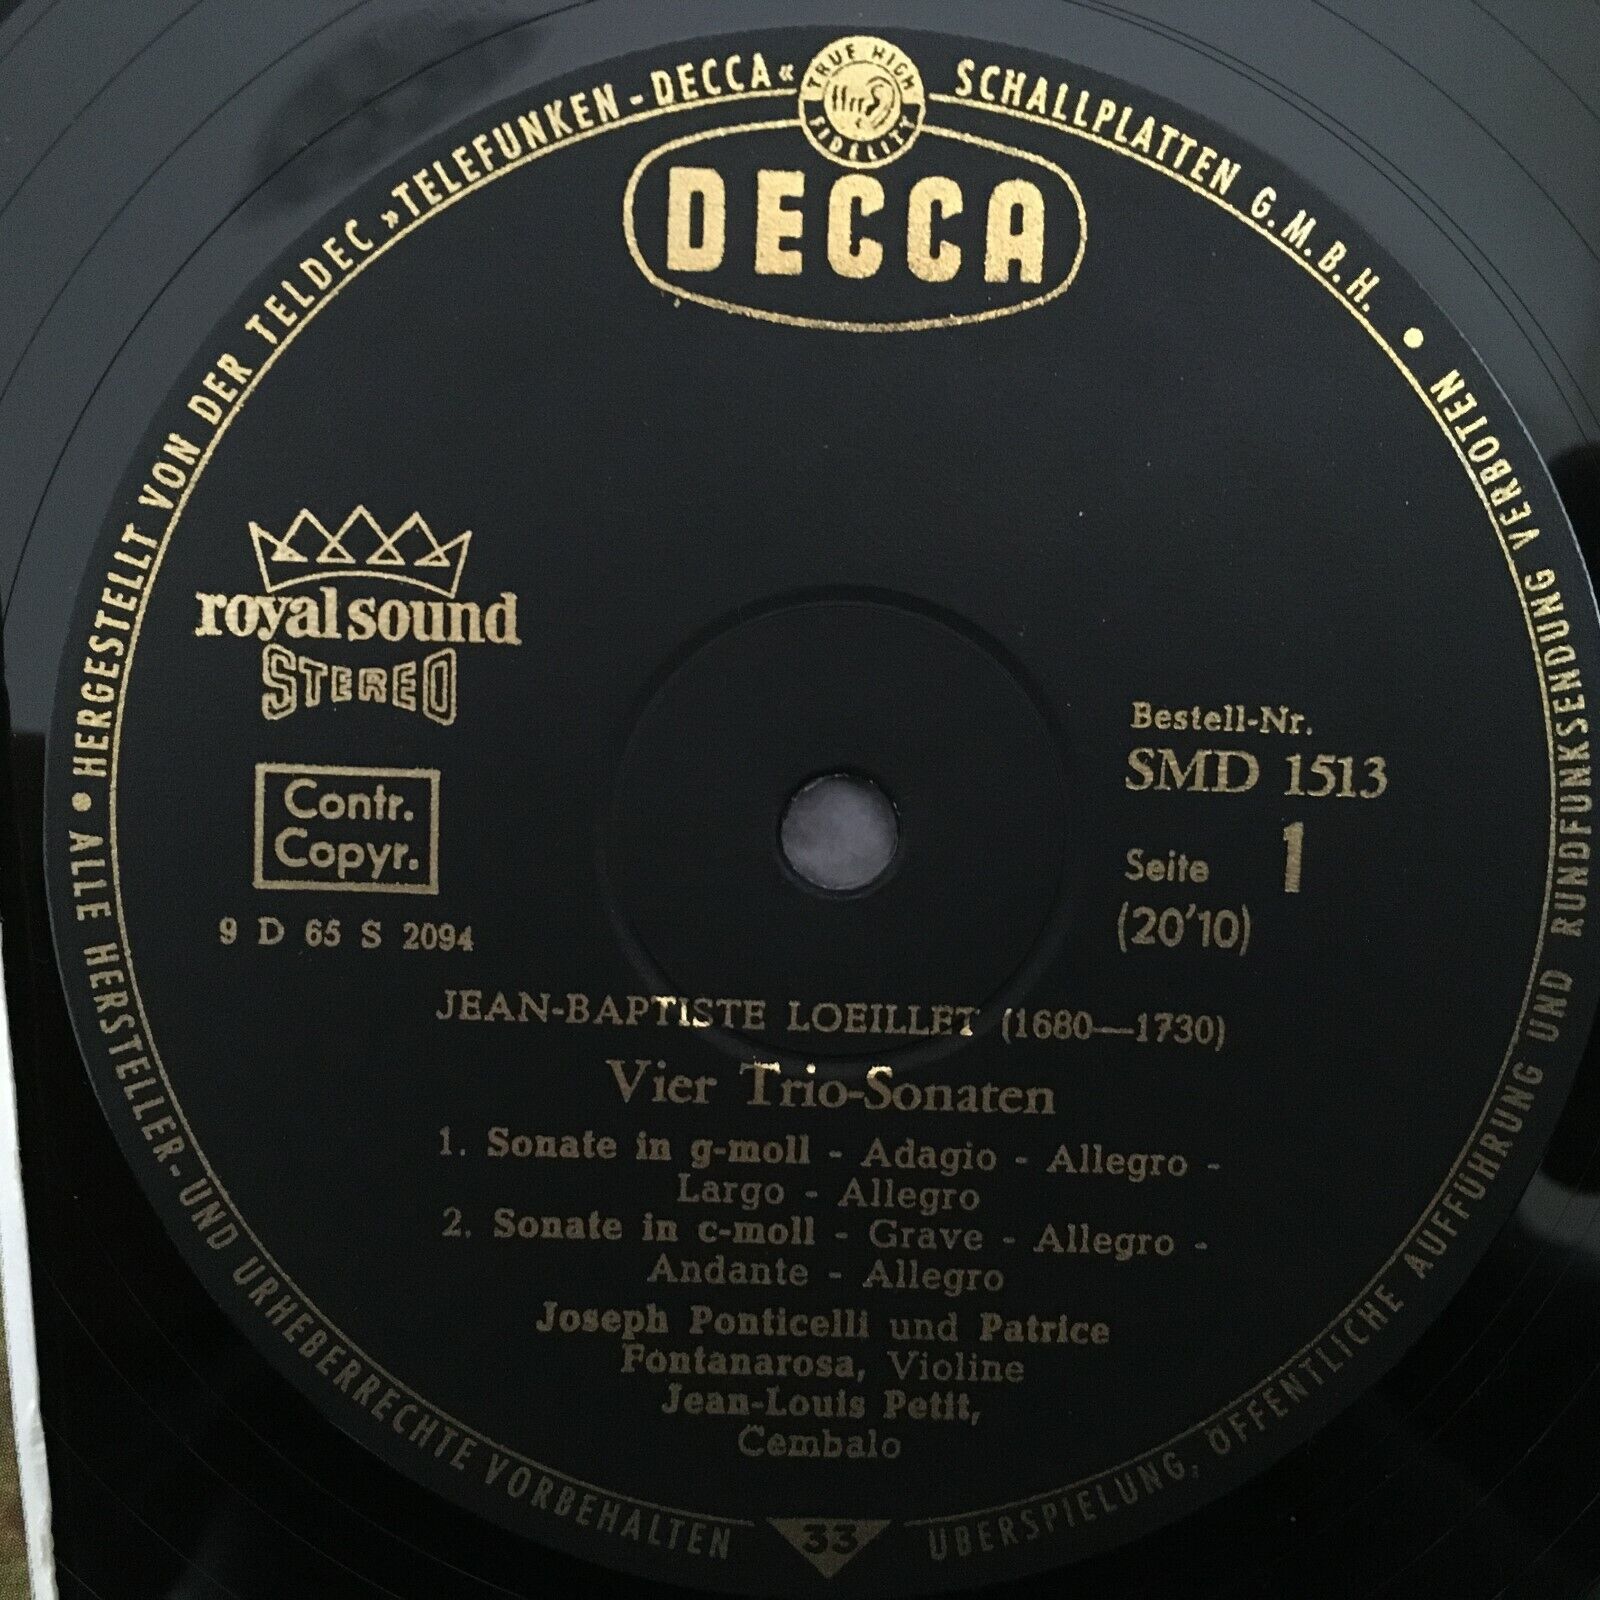 HERGESTELLT VON DER TELDEC »TELEFUNKEN-DECCA« SCHALLPLATTEN G.M.B.H. •
TRUE HIGH
FIDELITY
ffrr
DECCA
royal sound
STEREO
Contr.
Copyr.
9 D 65 S 2094
Bestell-Nr.
SMD 1513
Seite 1
(20'10)
JEAN-BAPTISTE LOEILLET (1680—1730)
Vier Trio-Sonaten
1. Sonate in g-moll - Adagio - Allegro -
Largo - Allegro
2. Sonate in c-moll - Grave - Allegro -
Andante - Allegro
Joseph Ponticelli und Patrice
Fontanarosa, Violine
Jean-Louis Petit,
Cembalo
33
• ALLE HERSTELLER-UND URHEBERRECHTE VORBEHALTEN
ÜBERSPIELUNG, ÖFFENTLICHE AUFFÜHRUNG UND RUNDFUNKSENDUNG VERBOTEN